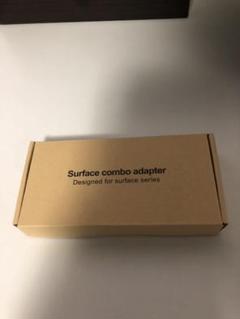 Surface combo adapter
Designed for surface series